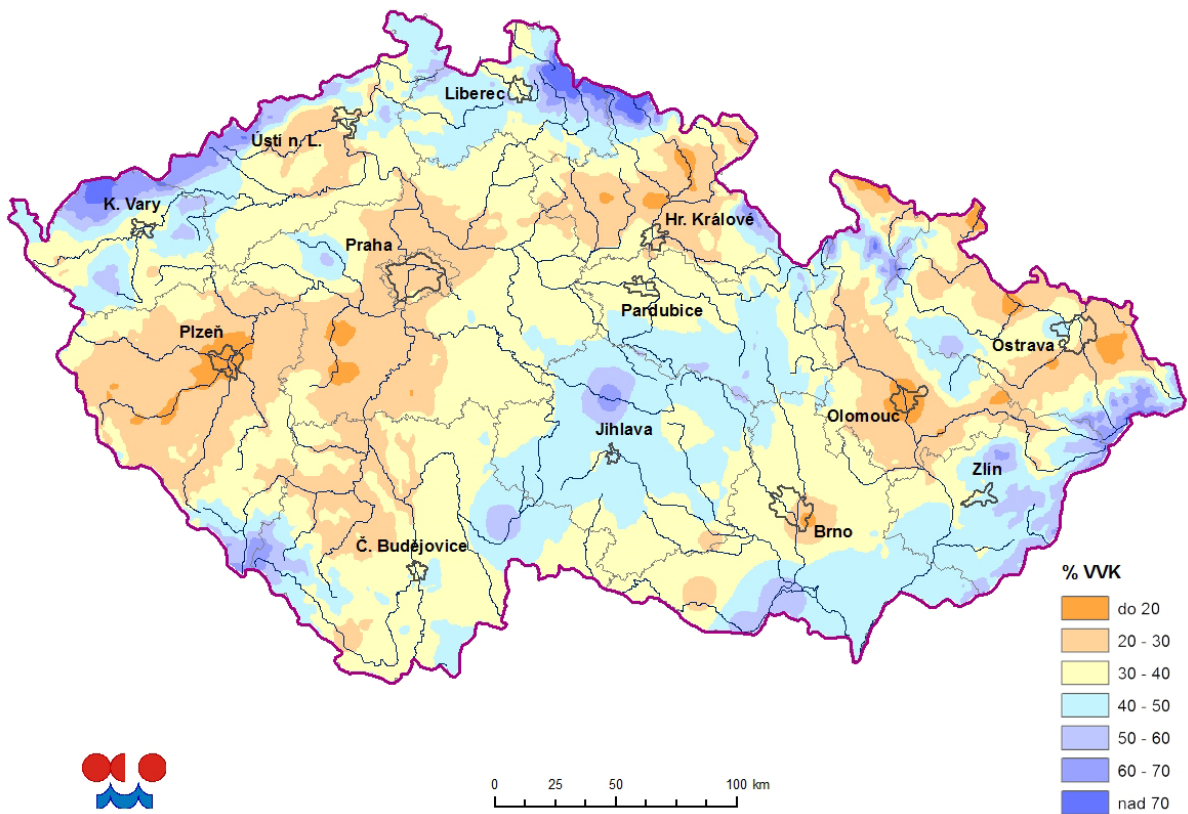 Liberec
Ústí n. L.
K. Vary
Praha
Hr. Králové
Pardubice
Plzeň
Ostrava
Olomouc
Jihlava
Zlín
Brno
Č. Budějovice
% VVK
do 20
20 - 30
30 - 40
40 - 50
50 - 60
60 - 70
nad 70
0 25 50 100 km